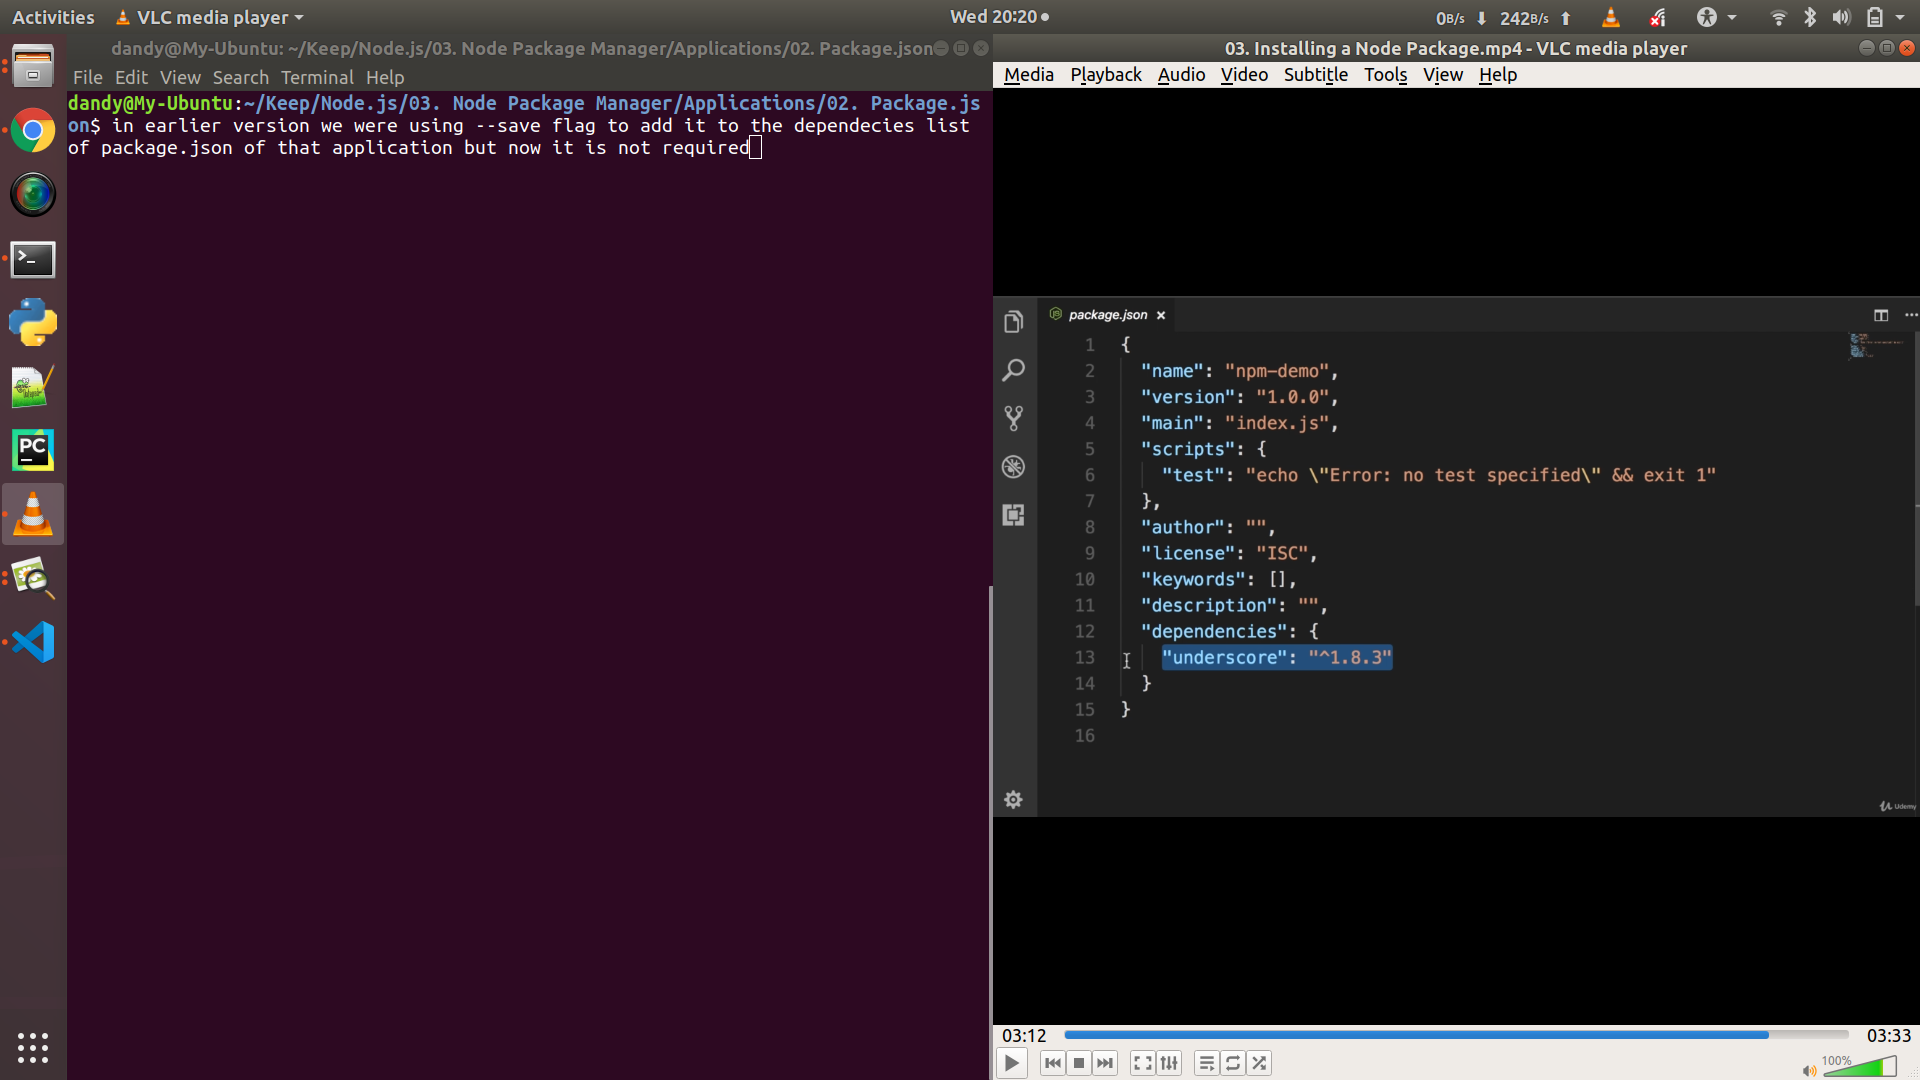 Activities
VLC media player
Wed 20:20
0B/s
242B/s
dandy@My-Ubuntu: ~/Keep/Node.js/03. Node Package Manager/Applications/02. Package.json
File Edit View Search Terminal Help
dandy@My-Ubuntu:~/Keep/Node.js/03. Node Package Manager/Applications/02. Package.js
on$ in earlier version we were using --save flag to add it to the dependecies list
of package.json of that application but now it is not required
PC
03. Installing a Node Package.mp4 - VLC media player
Media Playback Audio Video Subtitle Tools View Help
package.json
1 {
2 "name": "npm-demo",
3 "version": "1.0.0",
4 "main": "index.js",
5 "scripts": {
6 "test": "echo \"Error: no test specified\" && exit 1"
7 },
8 "author": "",
9 "license": "ISC",
10 "keywords": [],
11 "description": "",
12 "dependencies": {
13 "underscore": "^1.8.3"
14 }
15 }
16
Udemy
03:12
03:33
100%